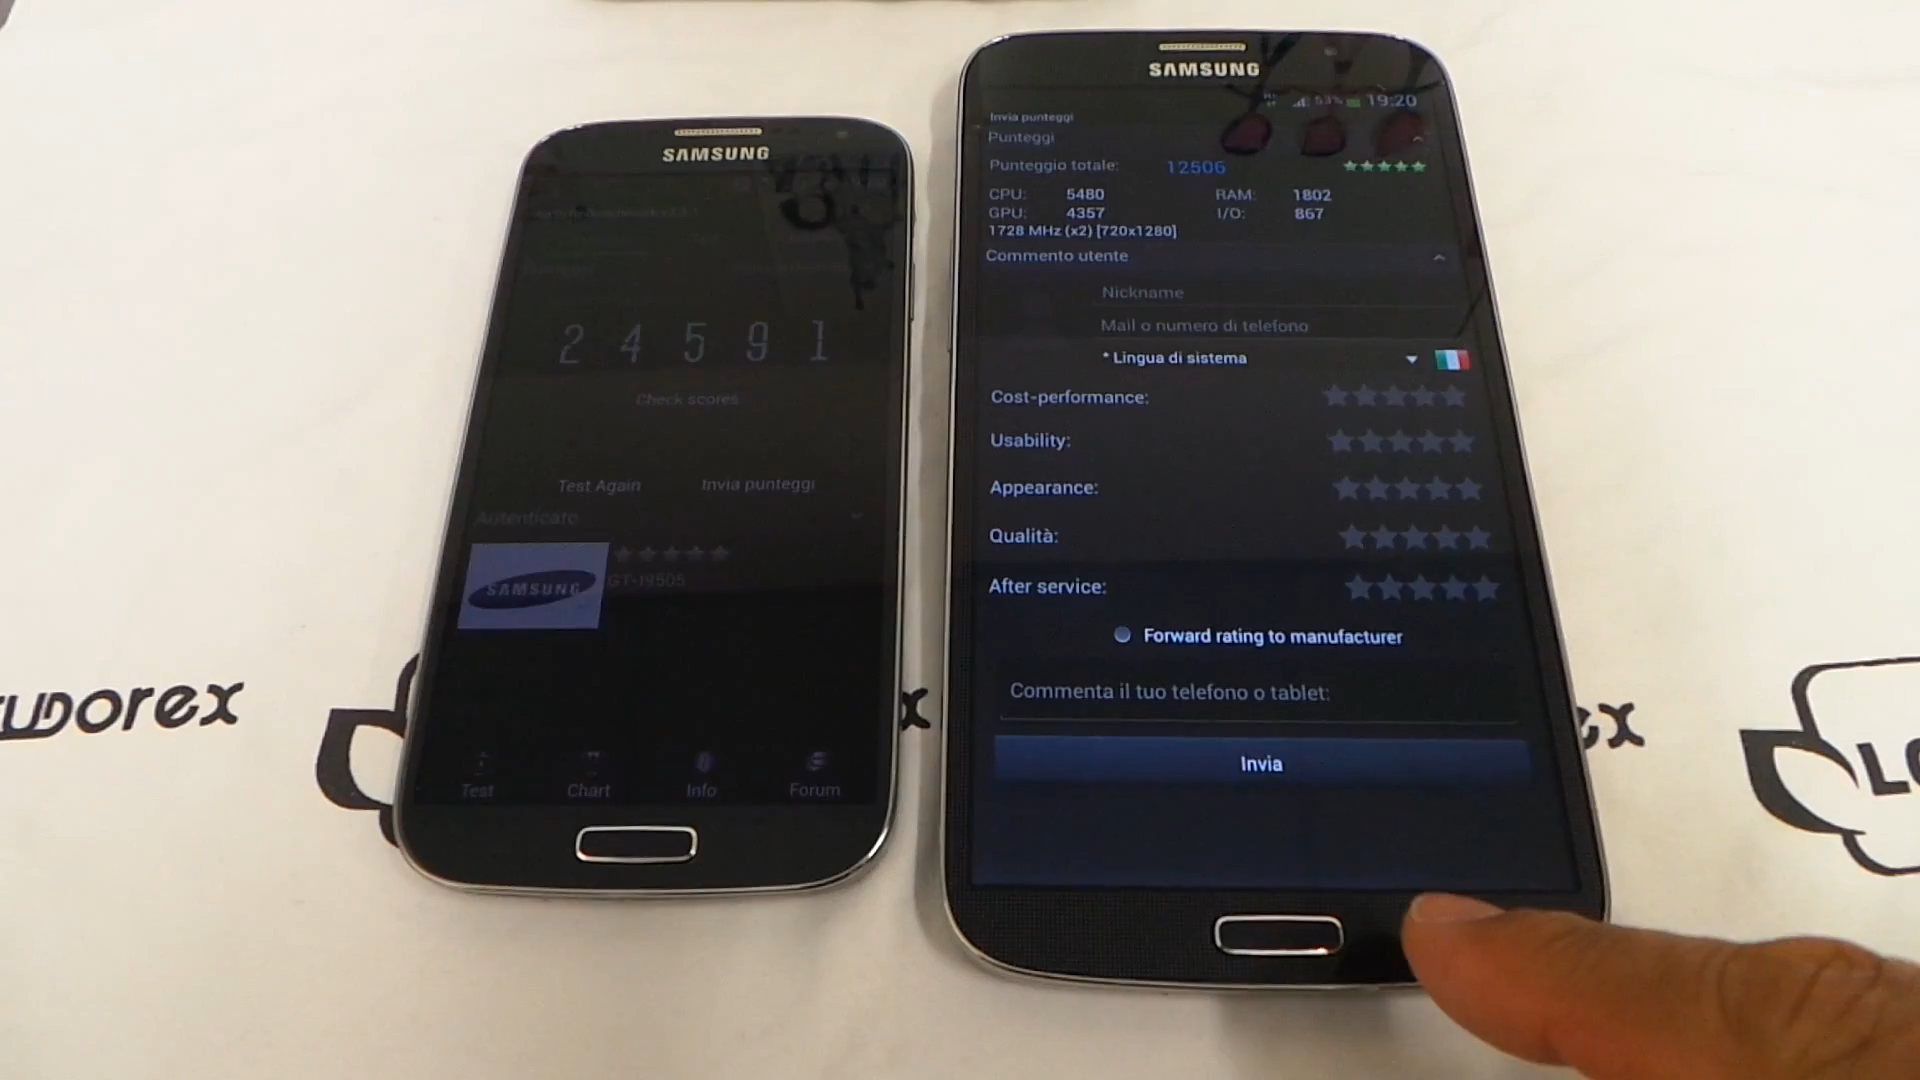 SAMSUNG
24591
Check scores
Test Again Invia punteggi
Autenticato
SAMSUNG
GT-I9505
Test Chart Info Forum
SAMSUNG
53% 19:20
Invia punteggi
Punteggi
Punteggio totale: 12506
CPU: 5480 RAM: 1802
GPU: 4357 I/O: 867
1728 MHz (x2) [720x1280]
Commento utente
Nickname
Mail o numero di telefono
* Lingua di sistema
Cost-performance:
Usability:
Appearance:
Qualità:
After service:
Forward rating to manufacturer
Commenta il tuo telefono o tablet:
Invia